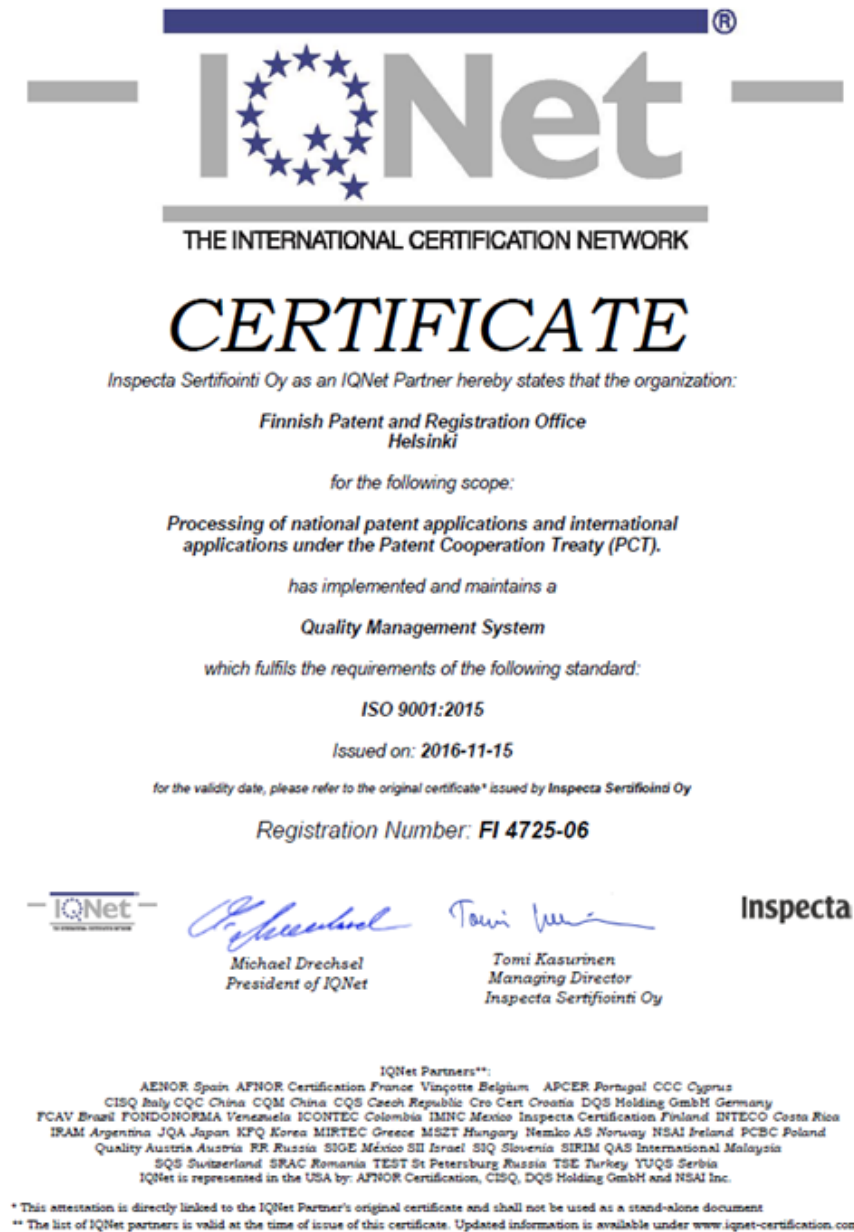 IQNet ®
THE INTERNATIONAL CERTIFICATION NETWORK
CERTIFICATE
Inspecta Sertifiointi Oy as an IQNet Partner hereby states that the organization:
Finnish Patent and Registration Office
Helsinki
for the following scope:
Processing of national patent applications and international
applications under the Patent Cooperation Treaty (PCT).
has implemented and maintains a
Quality Management System
which fulfils the requirements of the following standard:
ISO 9001:2015
Issued on: 2016-11-15
for the validity date, please refer to the original certificate* issued by Inspecta Sertifiointi Oy
Registration Number: FI 4725-06
IQNet
THE INTERNATIONAL CERTIFICATION NETWORK
Inspecta
Michael Drechsel
President of IQNet
Tomi Kasurinen
Managing Director
Inspecta Sertifiointi Oy
IQNet Partners**:
AENOR Spain AFNOR Certification France Vinçotte Belgium APCER Portugal CCC Cyprus
CISQ Italy CQC China CQM China CQS Czech Republic Cro Cert Croatia DQS Holding GmbH Germany
FCAV Brazil FONDONORMA Venezuela ICONTEC Colombia IMNC Mexico Inspecta Certification Finland INTECO Costa Rica
IRAM Argentina JQA Japan KFQ Korea MIRTEC Greece MSZT Hungary Nemko AS Norway NSAI Ireland PCBC Poland
Quality Austria Austria RR Russia SIGE México SII Israel SIQ Slovenia SIRIM QAS International Malaysia
SQS Switzerland SRAC Romania TEST St Petersburg Russia TSE Turkey YUQS Serbia
IQNet is represented in the USA by: AFNOR Certification, CISQ, DQS Holding GmbH and NSAI Inc.
* This attestation is directly linked to the IQNet Partner's original certificate and shall not be used as a stand-alone document
** The list of IQNet partners is valid at the time of issue of this certificate. Updated information is available under www.iqnet-certification.com